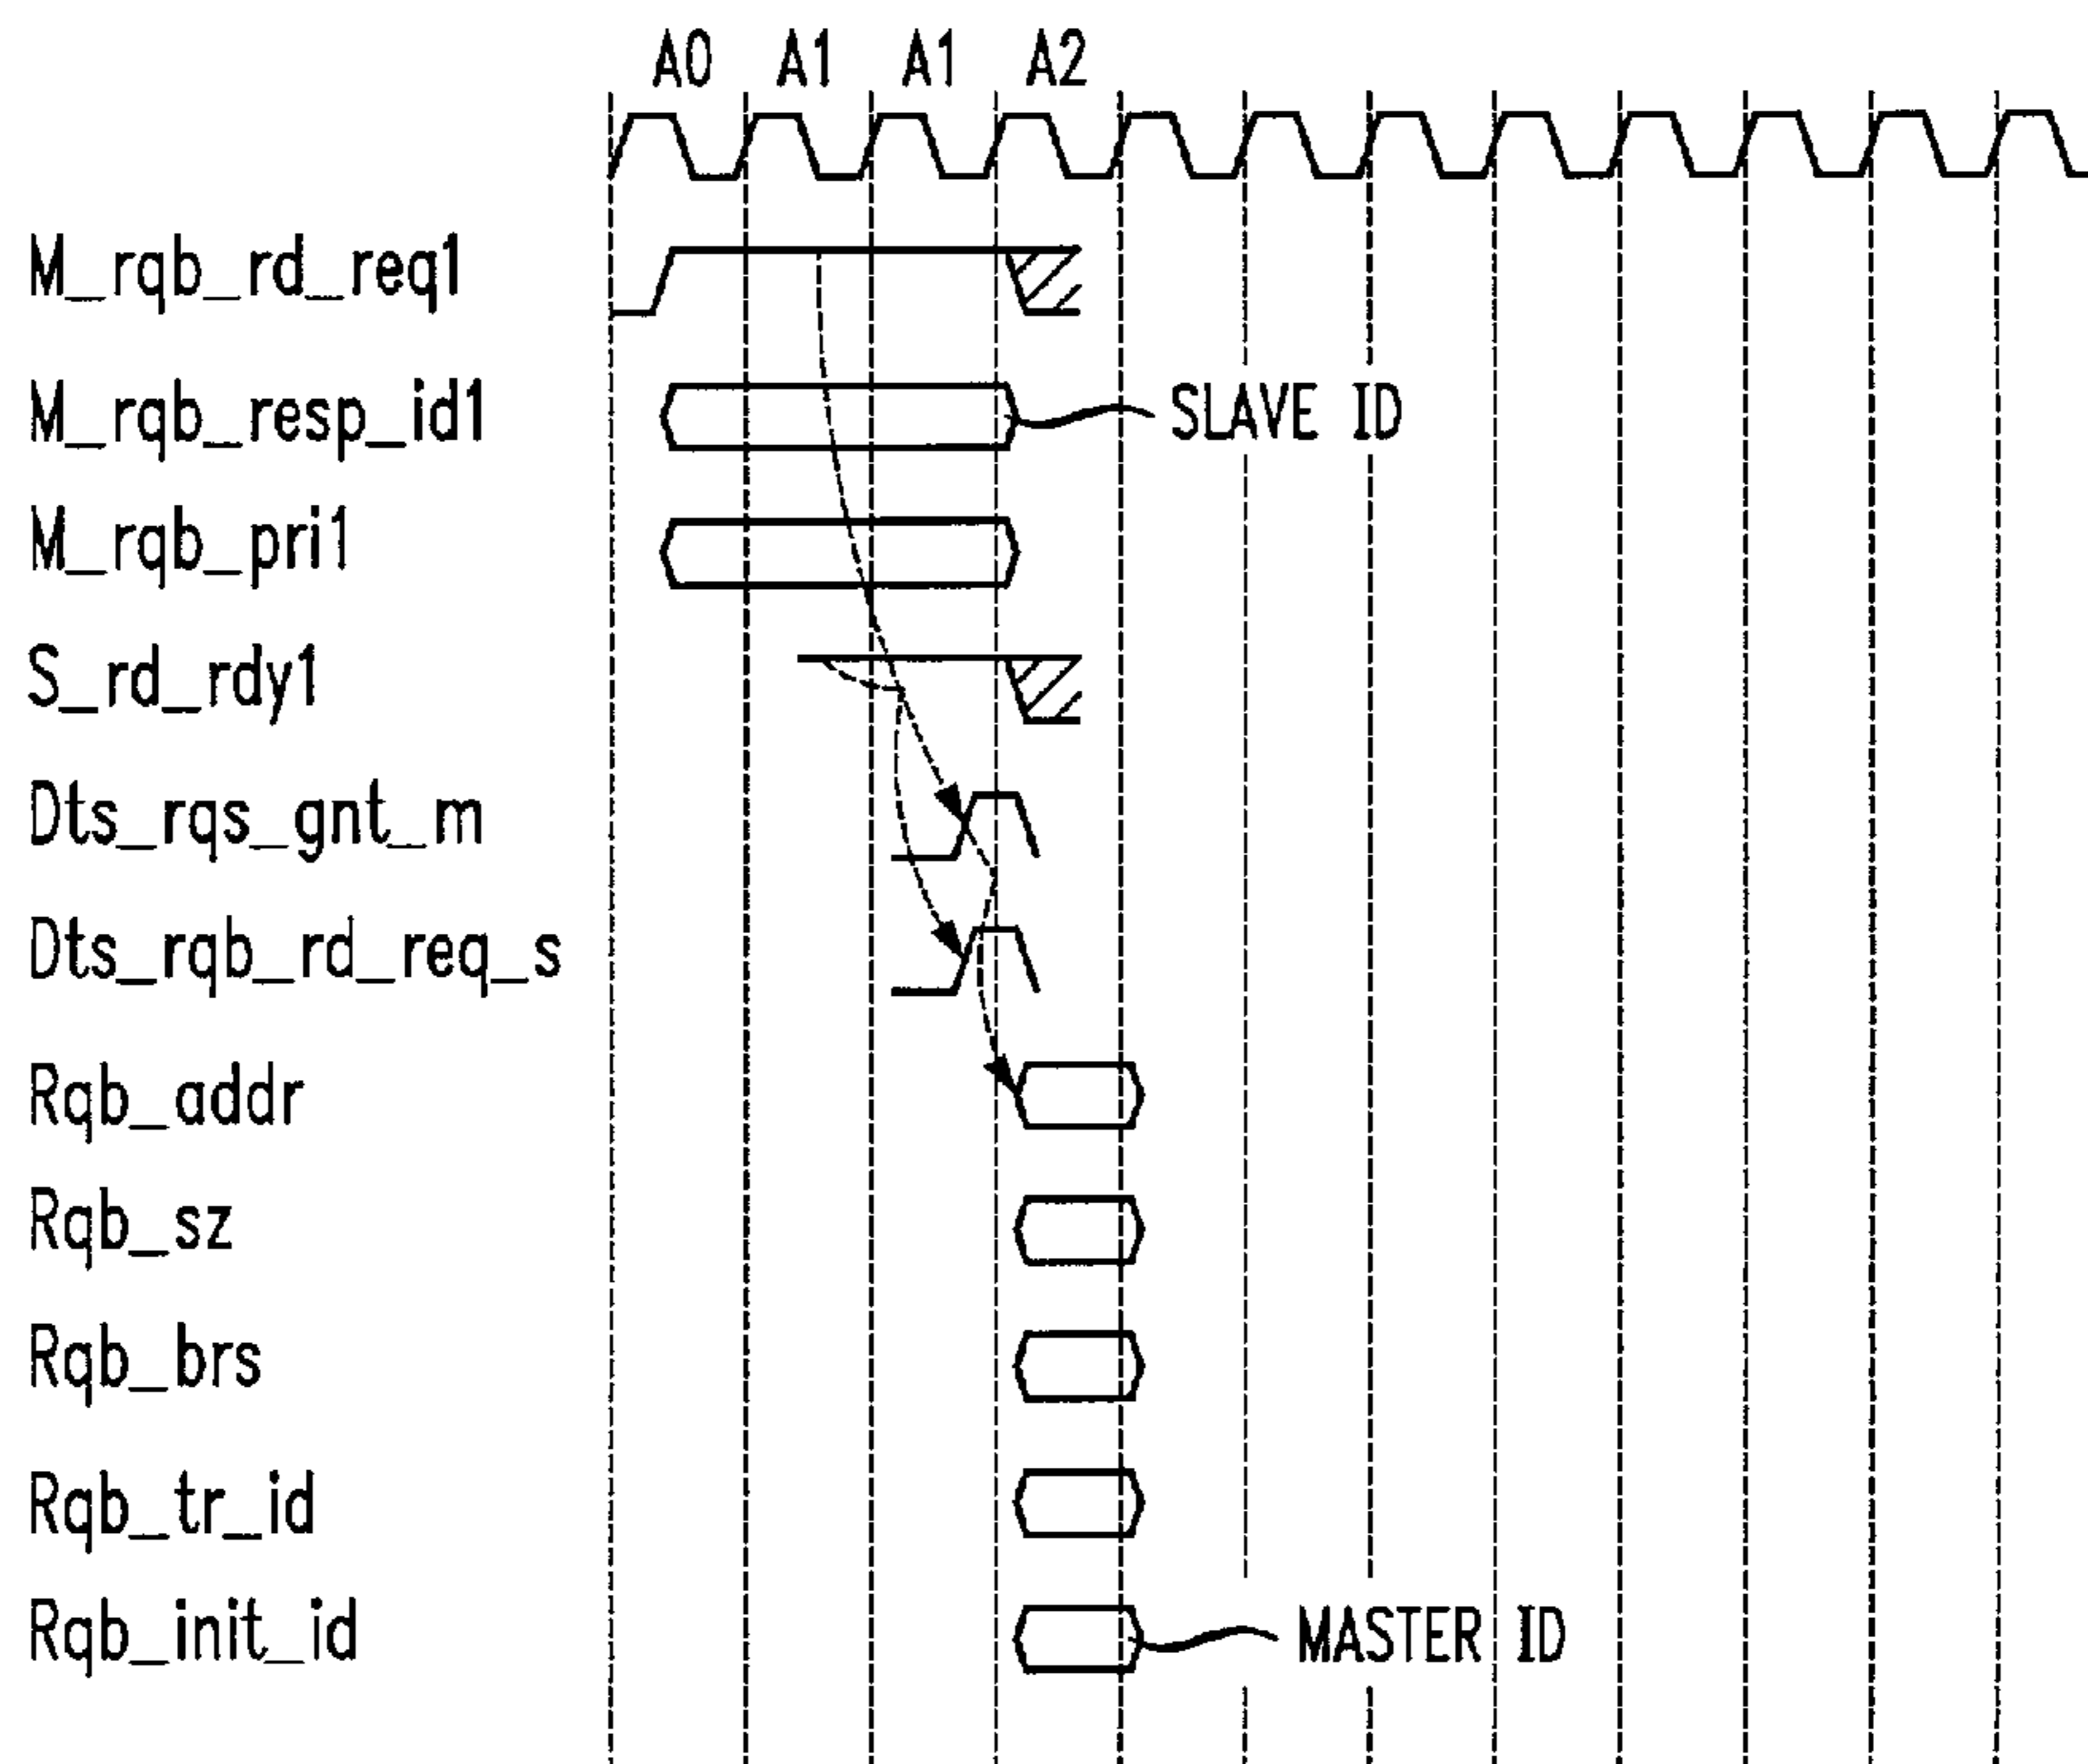 A0 A1 A1 A2
M_rqb_rd_req1
M_rqb_resp_id1 SLAVE ID
M_rqb_pri1
S_rd_rdy1
Dts_rqs_gnt_m
Dts_rqb_rd_req_s
Rqb_addr
Rqb_sz
Rqb_brs
Rqb_tr_id
Rqb_init_id MASTER ID